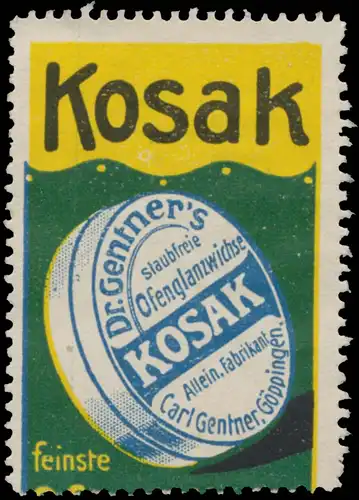 Kosak
Dr. Gentner's
staubfreie
Ofenglanzwichse
KOSAK
Allein. Fabrikant
Carl Gentner, Göppingen.
feinste